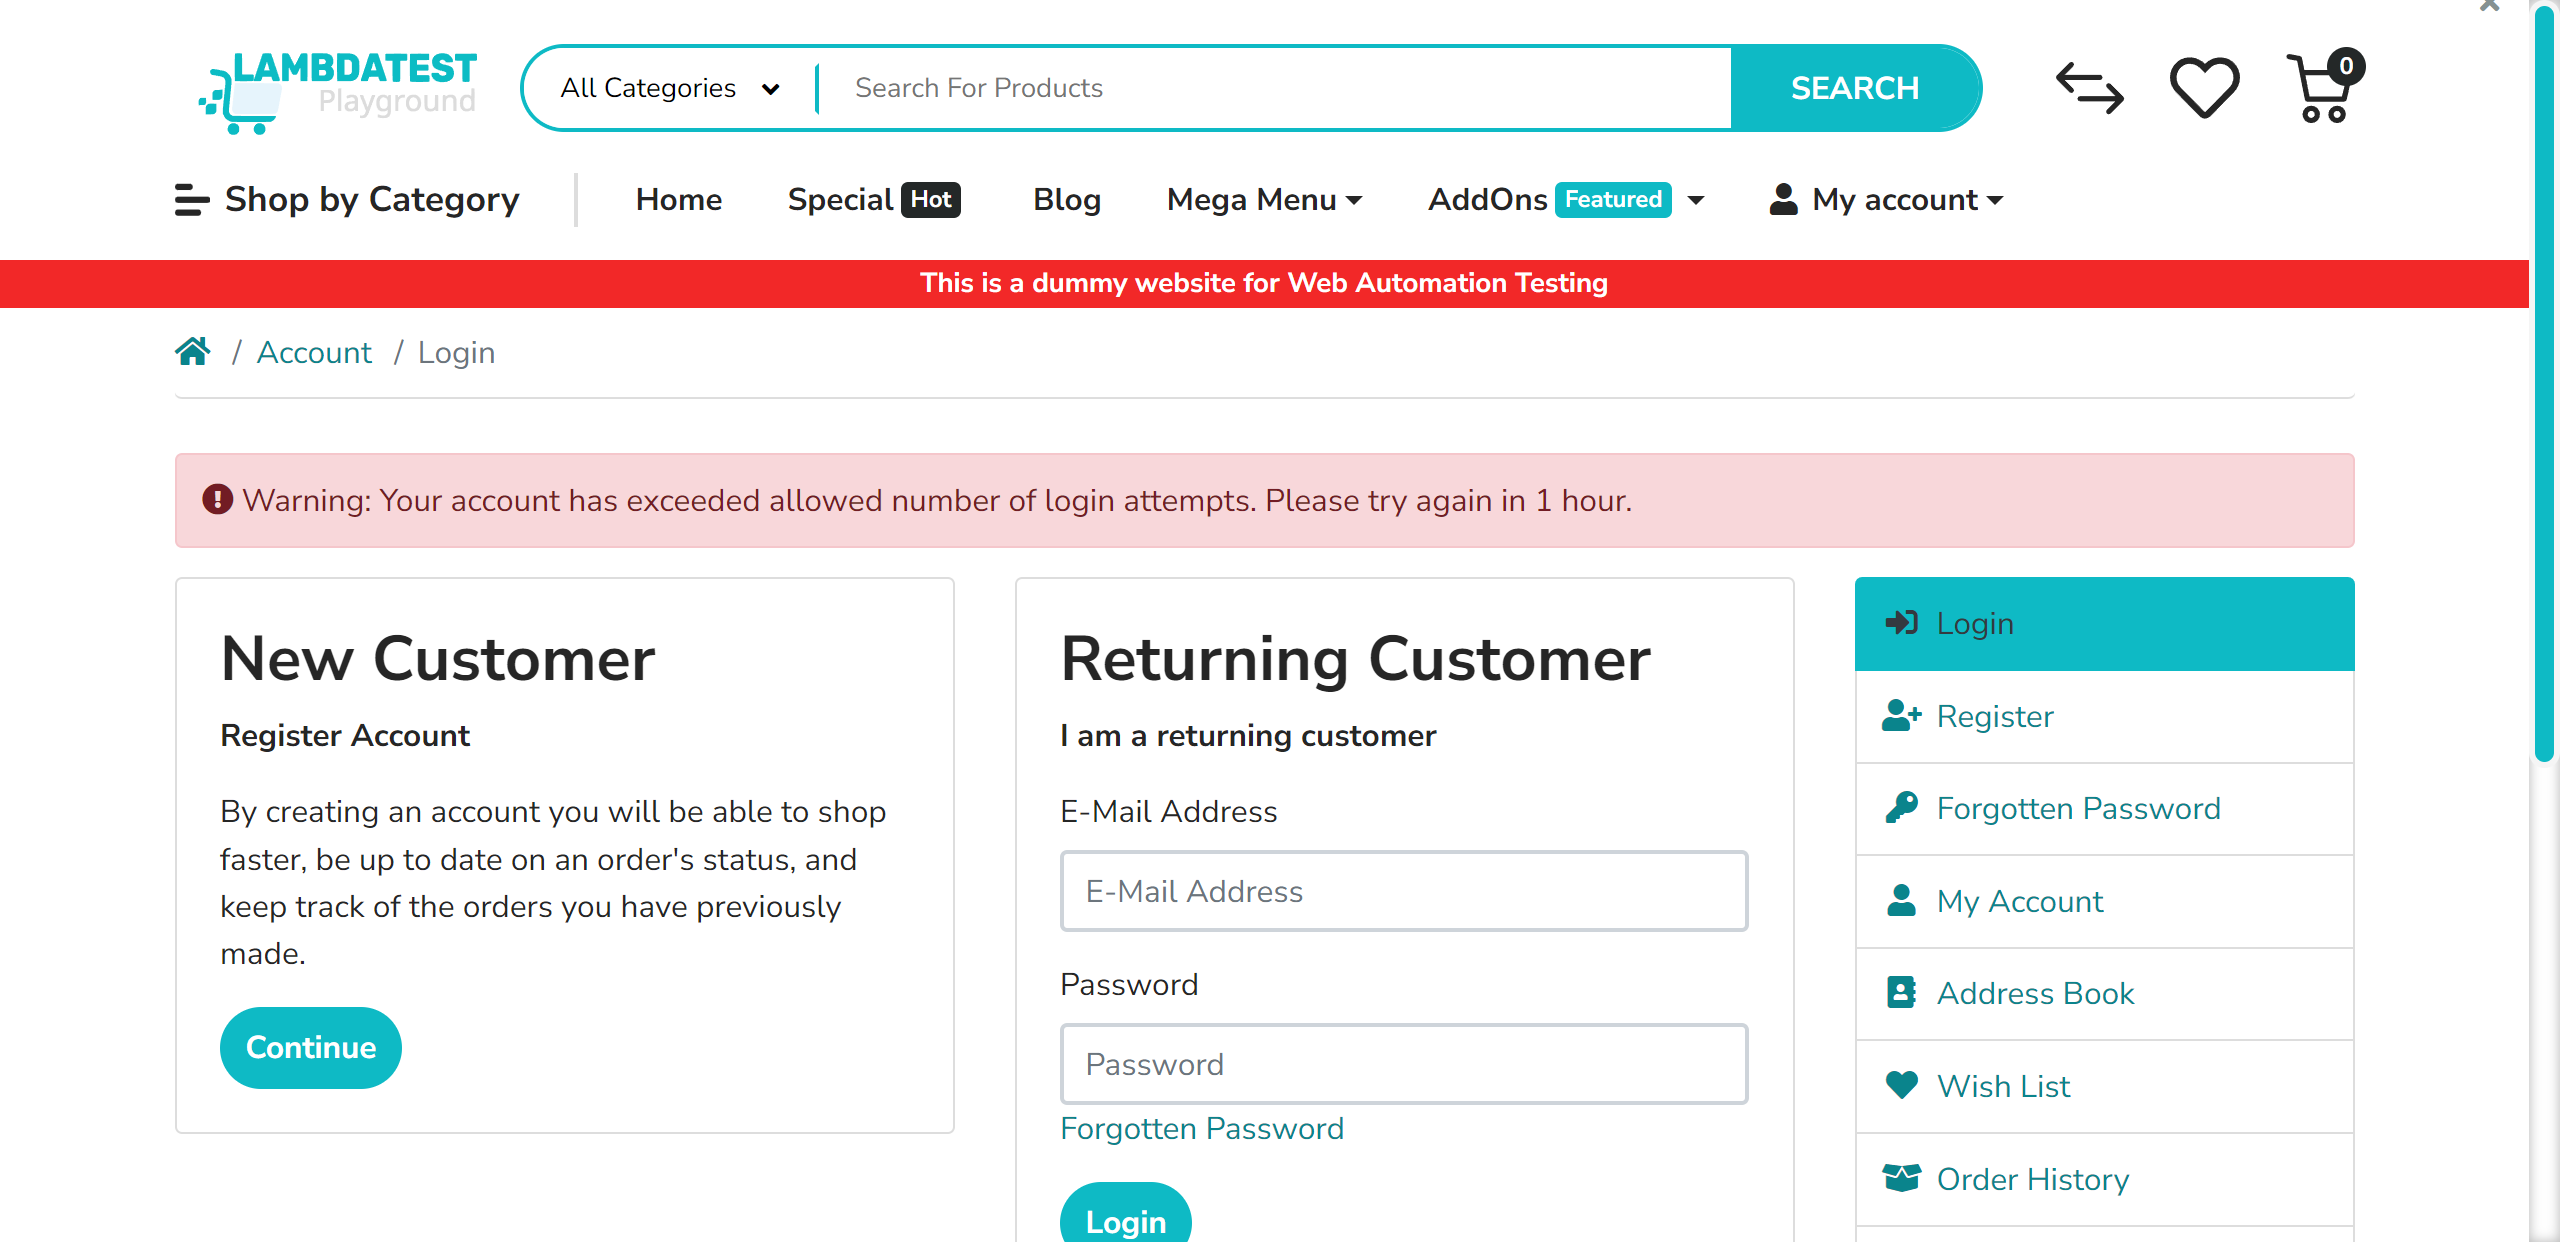 LAMBDATEST
Playground
All Categories
Search For Products
SEARCH
0
Shop by Category
Home
Special Hot
Blog
Mega Menu
AddOns Featured
My account
This is a dummy website for Web Automation Testing
/ Account / Login
Warning: Your account has exceeded allowed number of login attempts. Please try again in 1 hour.
New Customer
Register Account
By creating an account you will be able to shop
faster, be up to date on an order's status, and
keep track of the orders you have previously
made.
Continue
Returning Customer
I am a returning customer
E-Mail Address
E-Mail Address
Password
Password
Forgotten Password
Login
Login
Register
Forgotten Password
My Account
Address Book
Wish List
Order History